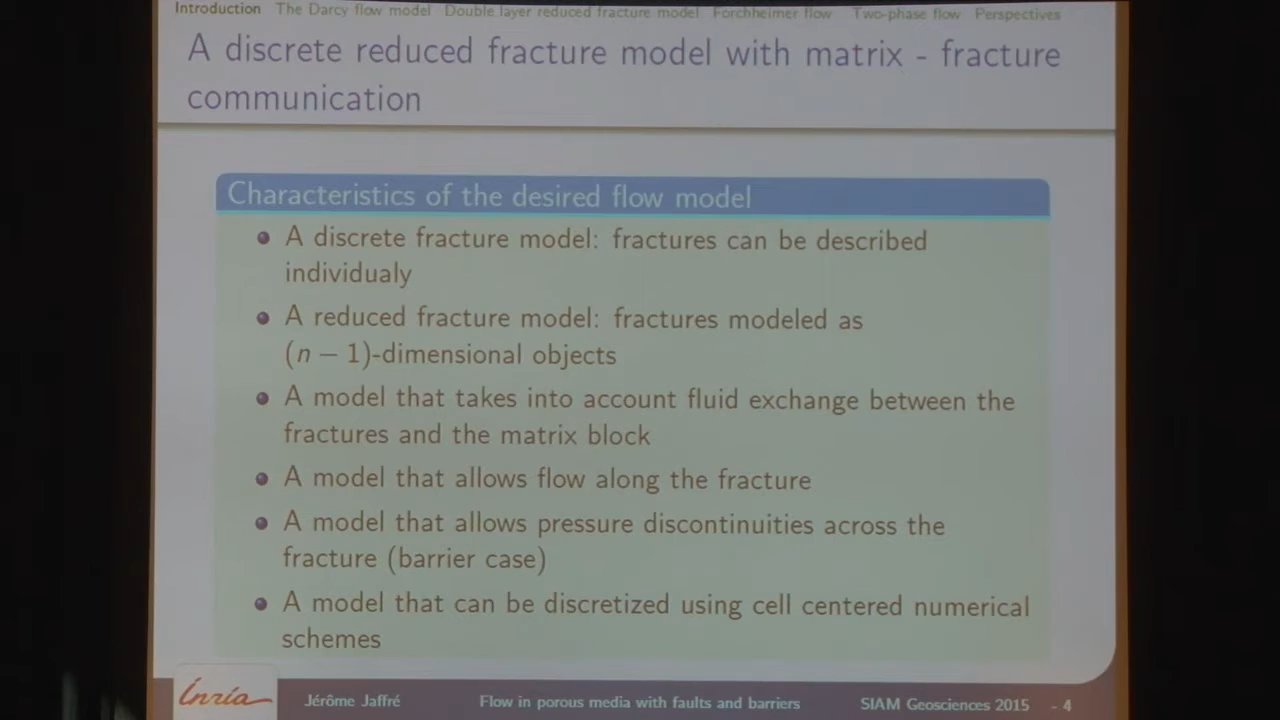 Introduction The Darcy flow model Double layer reduced fracture model Forchheimer flow Two-phase flow Perspectives
A discrete reduced fracture model with matrix - fracture
communication
Characteristics of the desired flow model
A discrete fracture model: fractures can be described
individualy
A reduced fracture model: fractures modeled as
(n − 1)-dimensional objects
A model that takes into account fluid exchange between the
fractures and the matrix block
A model that allows flow along the fracture
A model that allows pressure discontinuities across the
fracture (barrier case)
A model that can be discretized using cell centered numerical
schemes
Inria Jérôme Jaffré Flow in porous media with faults and barriers SIAM Geosciences 2015 - 4